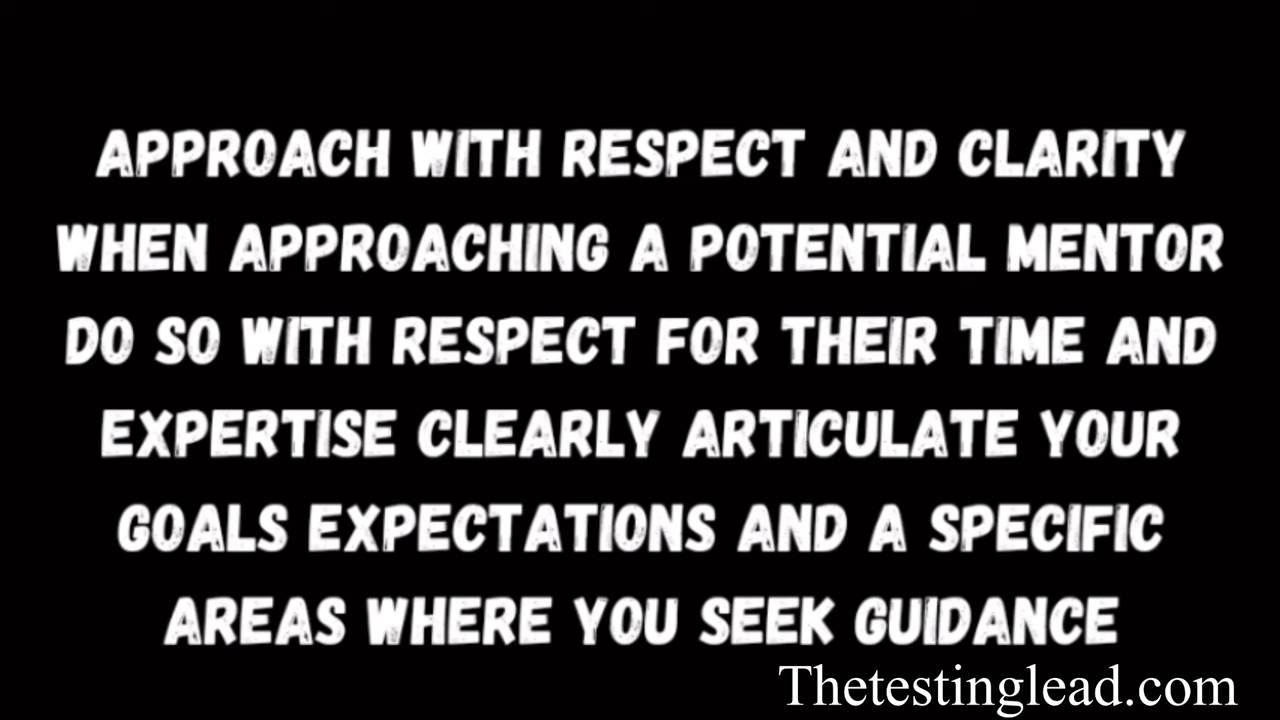 APPROACH WITH RESPECT AND CLARITY
WHEN APPROACHING A POTENTIAL MENTOR
DO SO WITH RESPECT FOR THEIR TIME AND
EXPERTISE CLEARLY ARTICULATE YOUR
GOALS EXPECTATIONS AND A SPECIFIC
AREAS WHERE YOU SEEK GUIDANCE
Thetestinglead.com